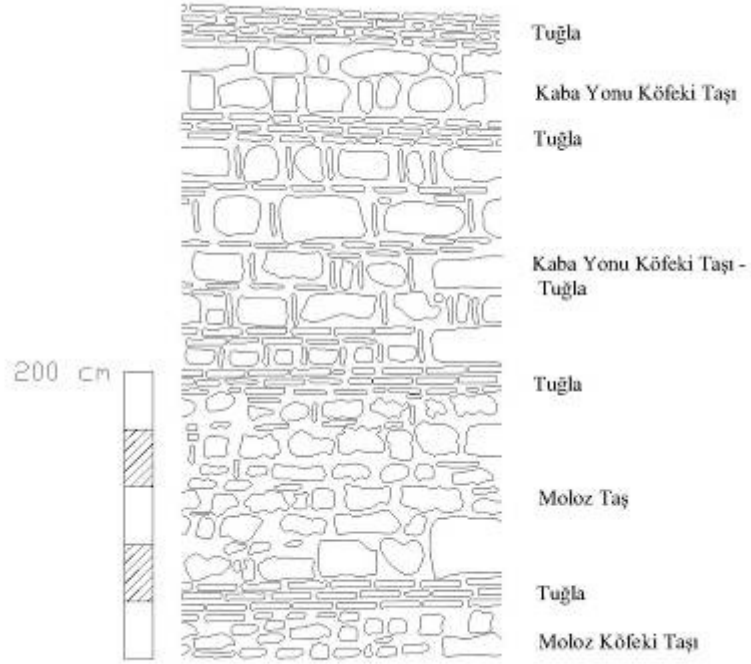 Tuğla
Kaba Yonu Köfeki Taşı
Tuğla
Kaba Yonu Köfeki Taşı -
Tuğla
200 cm
Tuğla
Moloz Taş
Tuğla
Moloz Köfeki Taşı